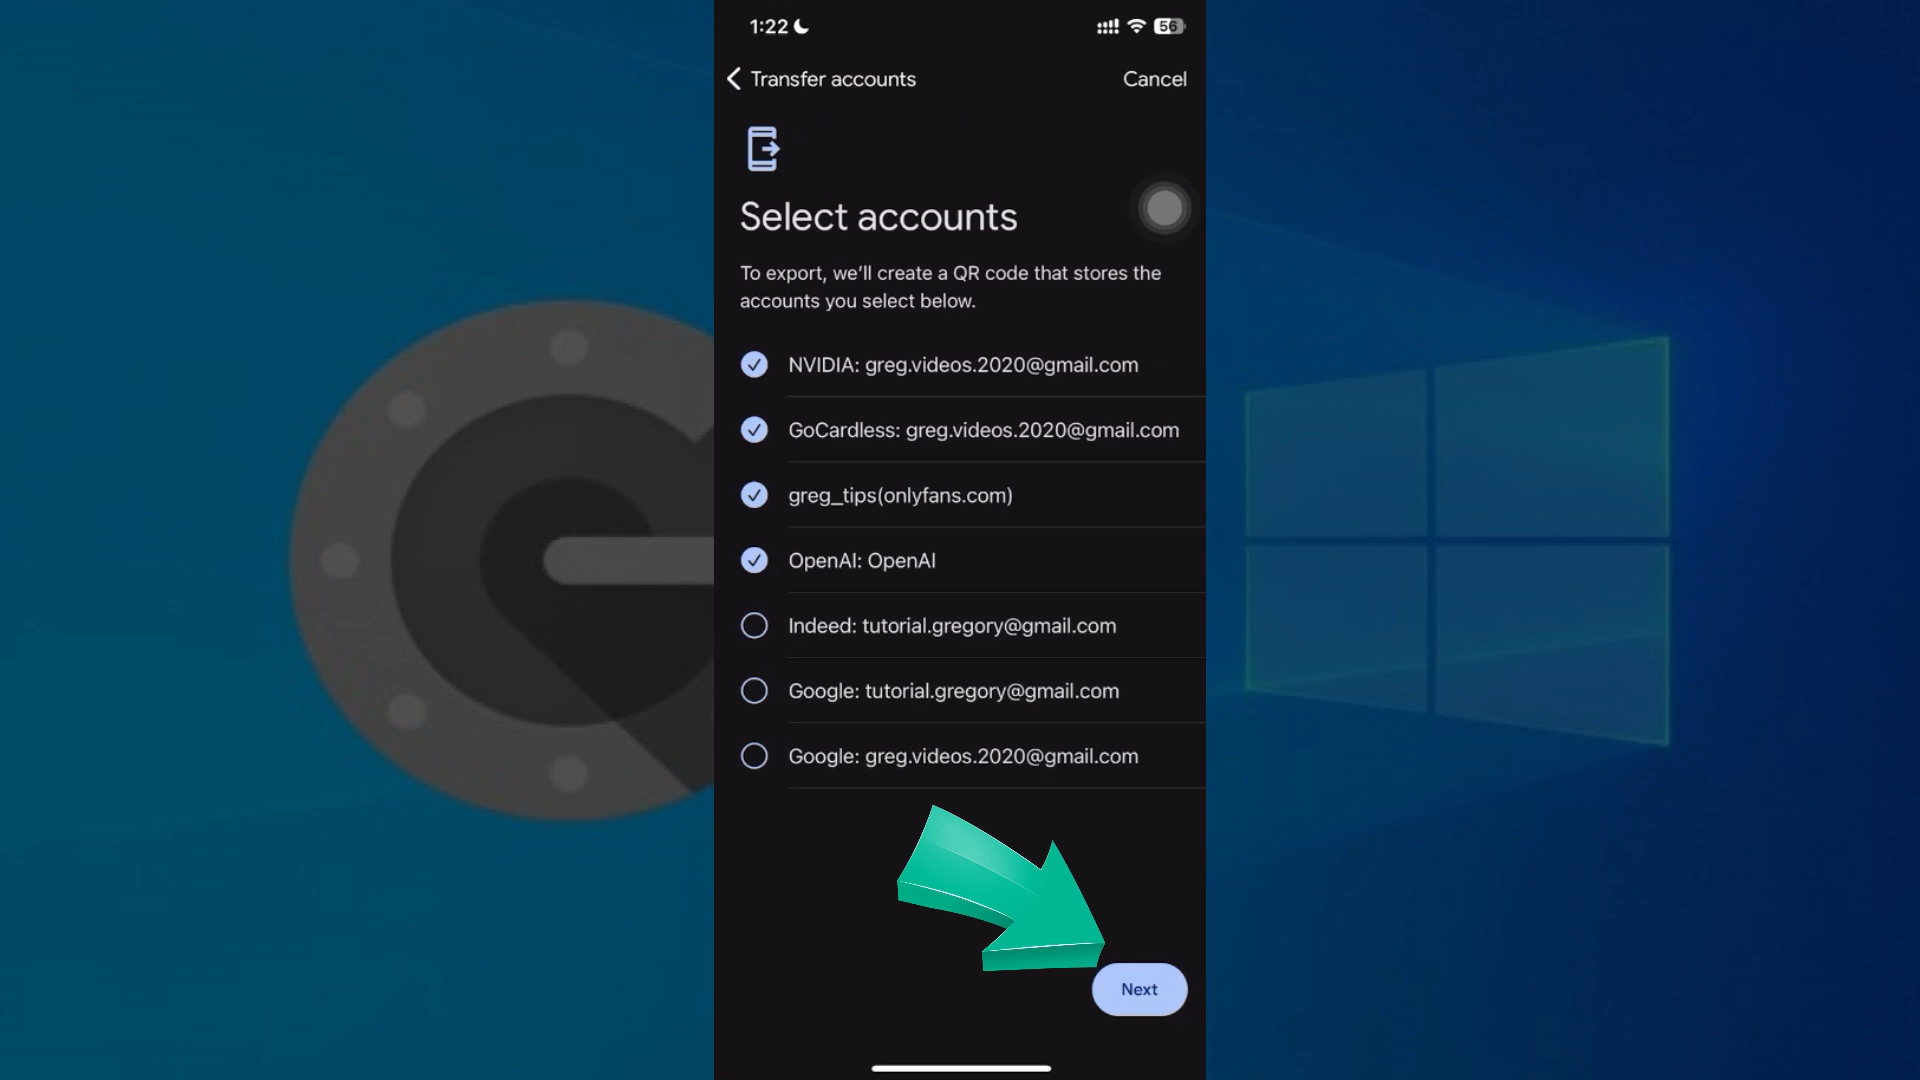 1:22
56
Transfer accounts
Cancel
Select accounts
To export, we’ll create a QR code that stores the
accounts you select below.
NVIDIA: greg.videos.2020@gmail.com
GoCardless: greg.videos.2020@gmail.com
greg_tips(onlyfans.com)
OpenAI: OpenAI
Indeed: tutorial.gregory@gmail.com
Google: tutorial.gregory@gmail.com
Google: greg.videos.2020@gmail.com
Next